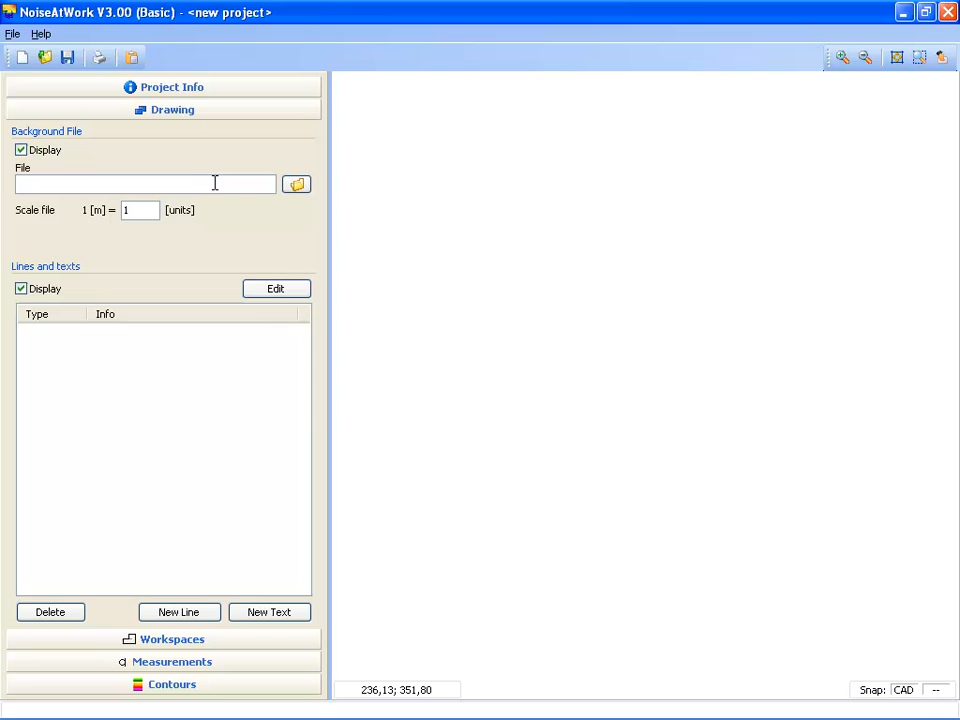 NoiseAtWork V3.00 (Basic) - <new project>
File Help
Project Info
Drawing
Background File
Display
File
Scale file 1 [m] = 1 [units]
Lines and texts
Display Edit
Type Info
Delete New Line New Text
Workspaces
Measurements
Contours
236,13; 351,80
Snap: CAD --